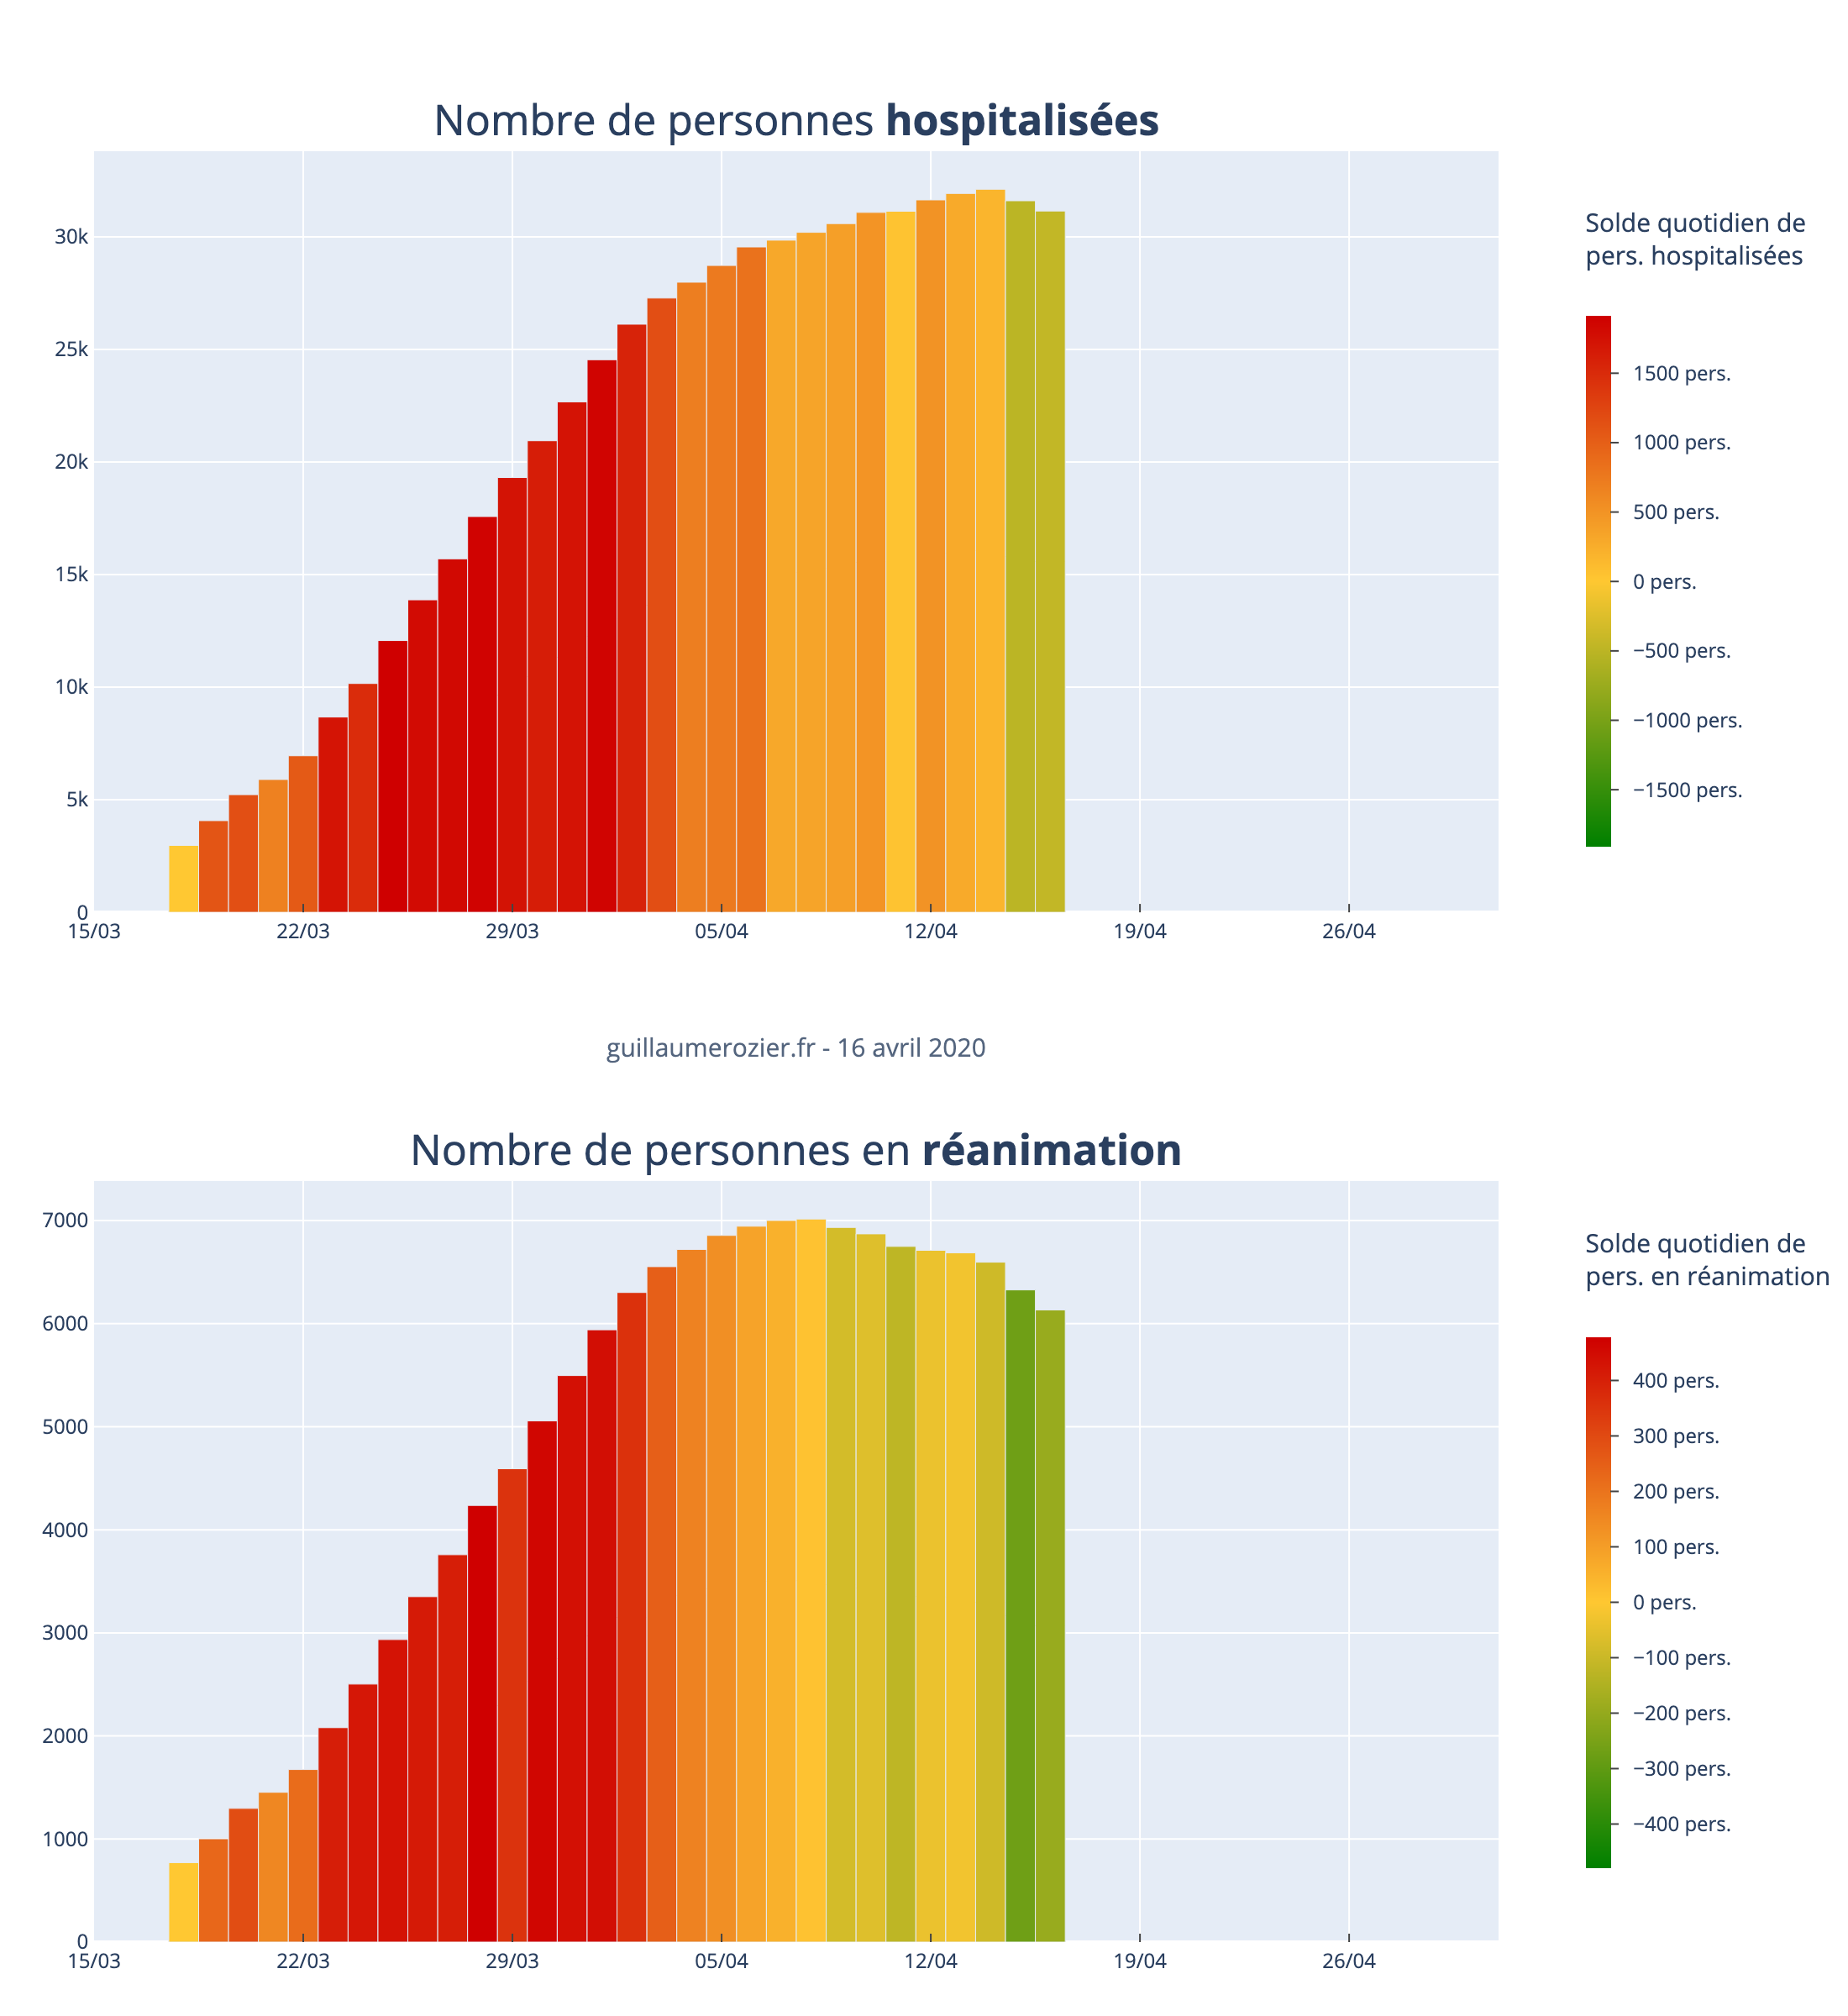 Nombre de personnes hospitalisées
30k
25k
20k
15k
10k
5k
0
15/03 22/03 29/03 05/04 12/04 19/04 26/04
Solde quotidien de
pers. hospitalisées
1500 pers.
1000 pers.
500 pers.
0 pers.
−500 pers.
−1000 pers.
−1500 pers.
guillaumerozier.fr - 16 avril 2020
Nombre de personnes en réanimation
7000
6000
5000
4000
3000
2000
1000
0
15/03 22/03 29/03 05/04 12/04 19/04 26/04
Solde quotidien de
pers. en réanimation
400 pers.
300 pers.
200 pers.
100 pers.
0 pers.
−100 pers.
−200 pers.
−300 pers.
−400 pers.